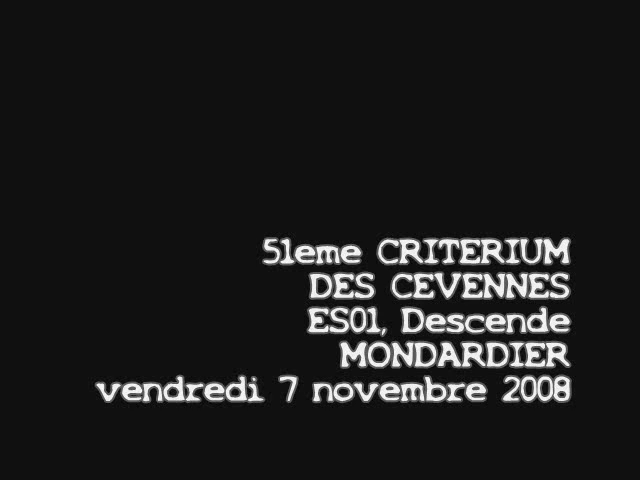 51eme CRITERIUM
DES CEVENNES
ES01, Descende
MONDARDIER
vendredi 7 novembre 2008